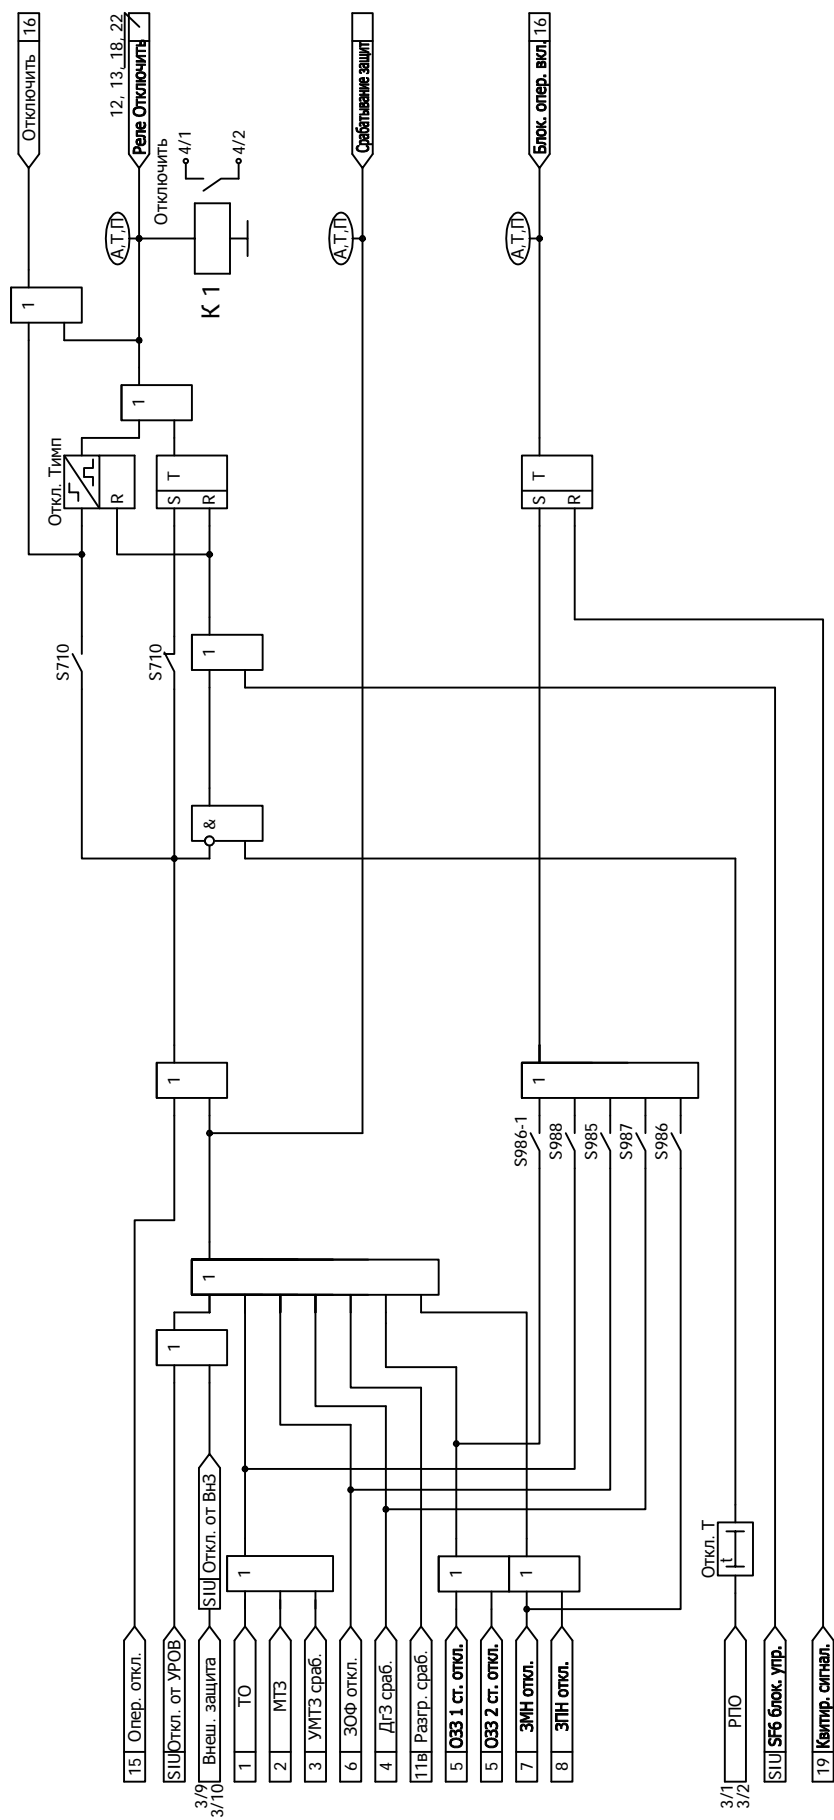 15 Опер. откл.
SIU Откл. от УРОВ
3/9
3/10
Внеш. защита
SIU Откл. от ВнЗ
1 ТО
2 МТЗ
3 УМТЗ сраб.
6 ЗОФ откл.
4 ДгЗ сраб.
11в Разгр. сраб.
5 ОЗЗ 1 ст. откл.
5 ОЗЗ 2 ст. откл.
7 ЗМН откл.
8 ЗПН откл.
3/1
3/2
РПО
SIU SF6 блок. упр.
19 Квитир. сигнал.
Откл. Т
t
1
1
1
1
1
1
S986-1
S988
S985
S987
S986
1
&
1
S710
S710
Откл. Тимп
R
S T
R
S T
R
1
1
К 1
Отключить
4/1
4/2
А,Т,П
А,Т,П
А,Т,П
Отключить 16
12, 13, 18, 22
Реле Отключить
Срабатывание защит
Блок. опер. вкл. 16